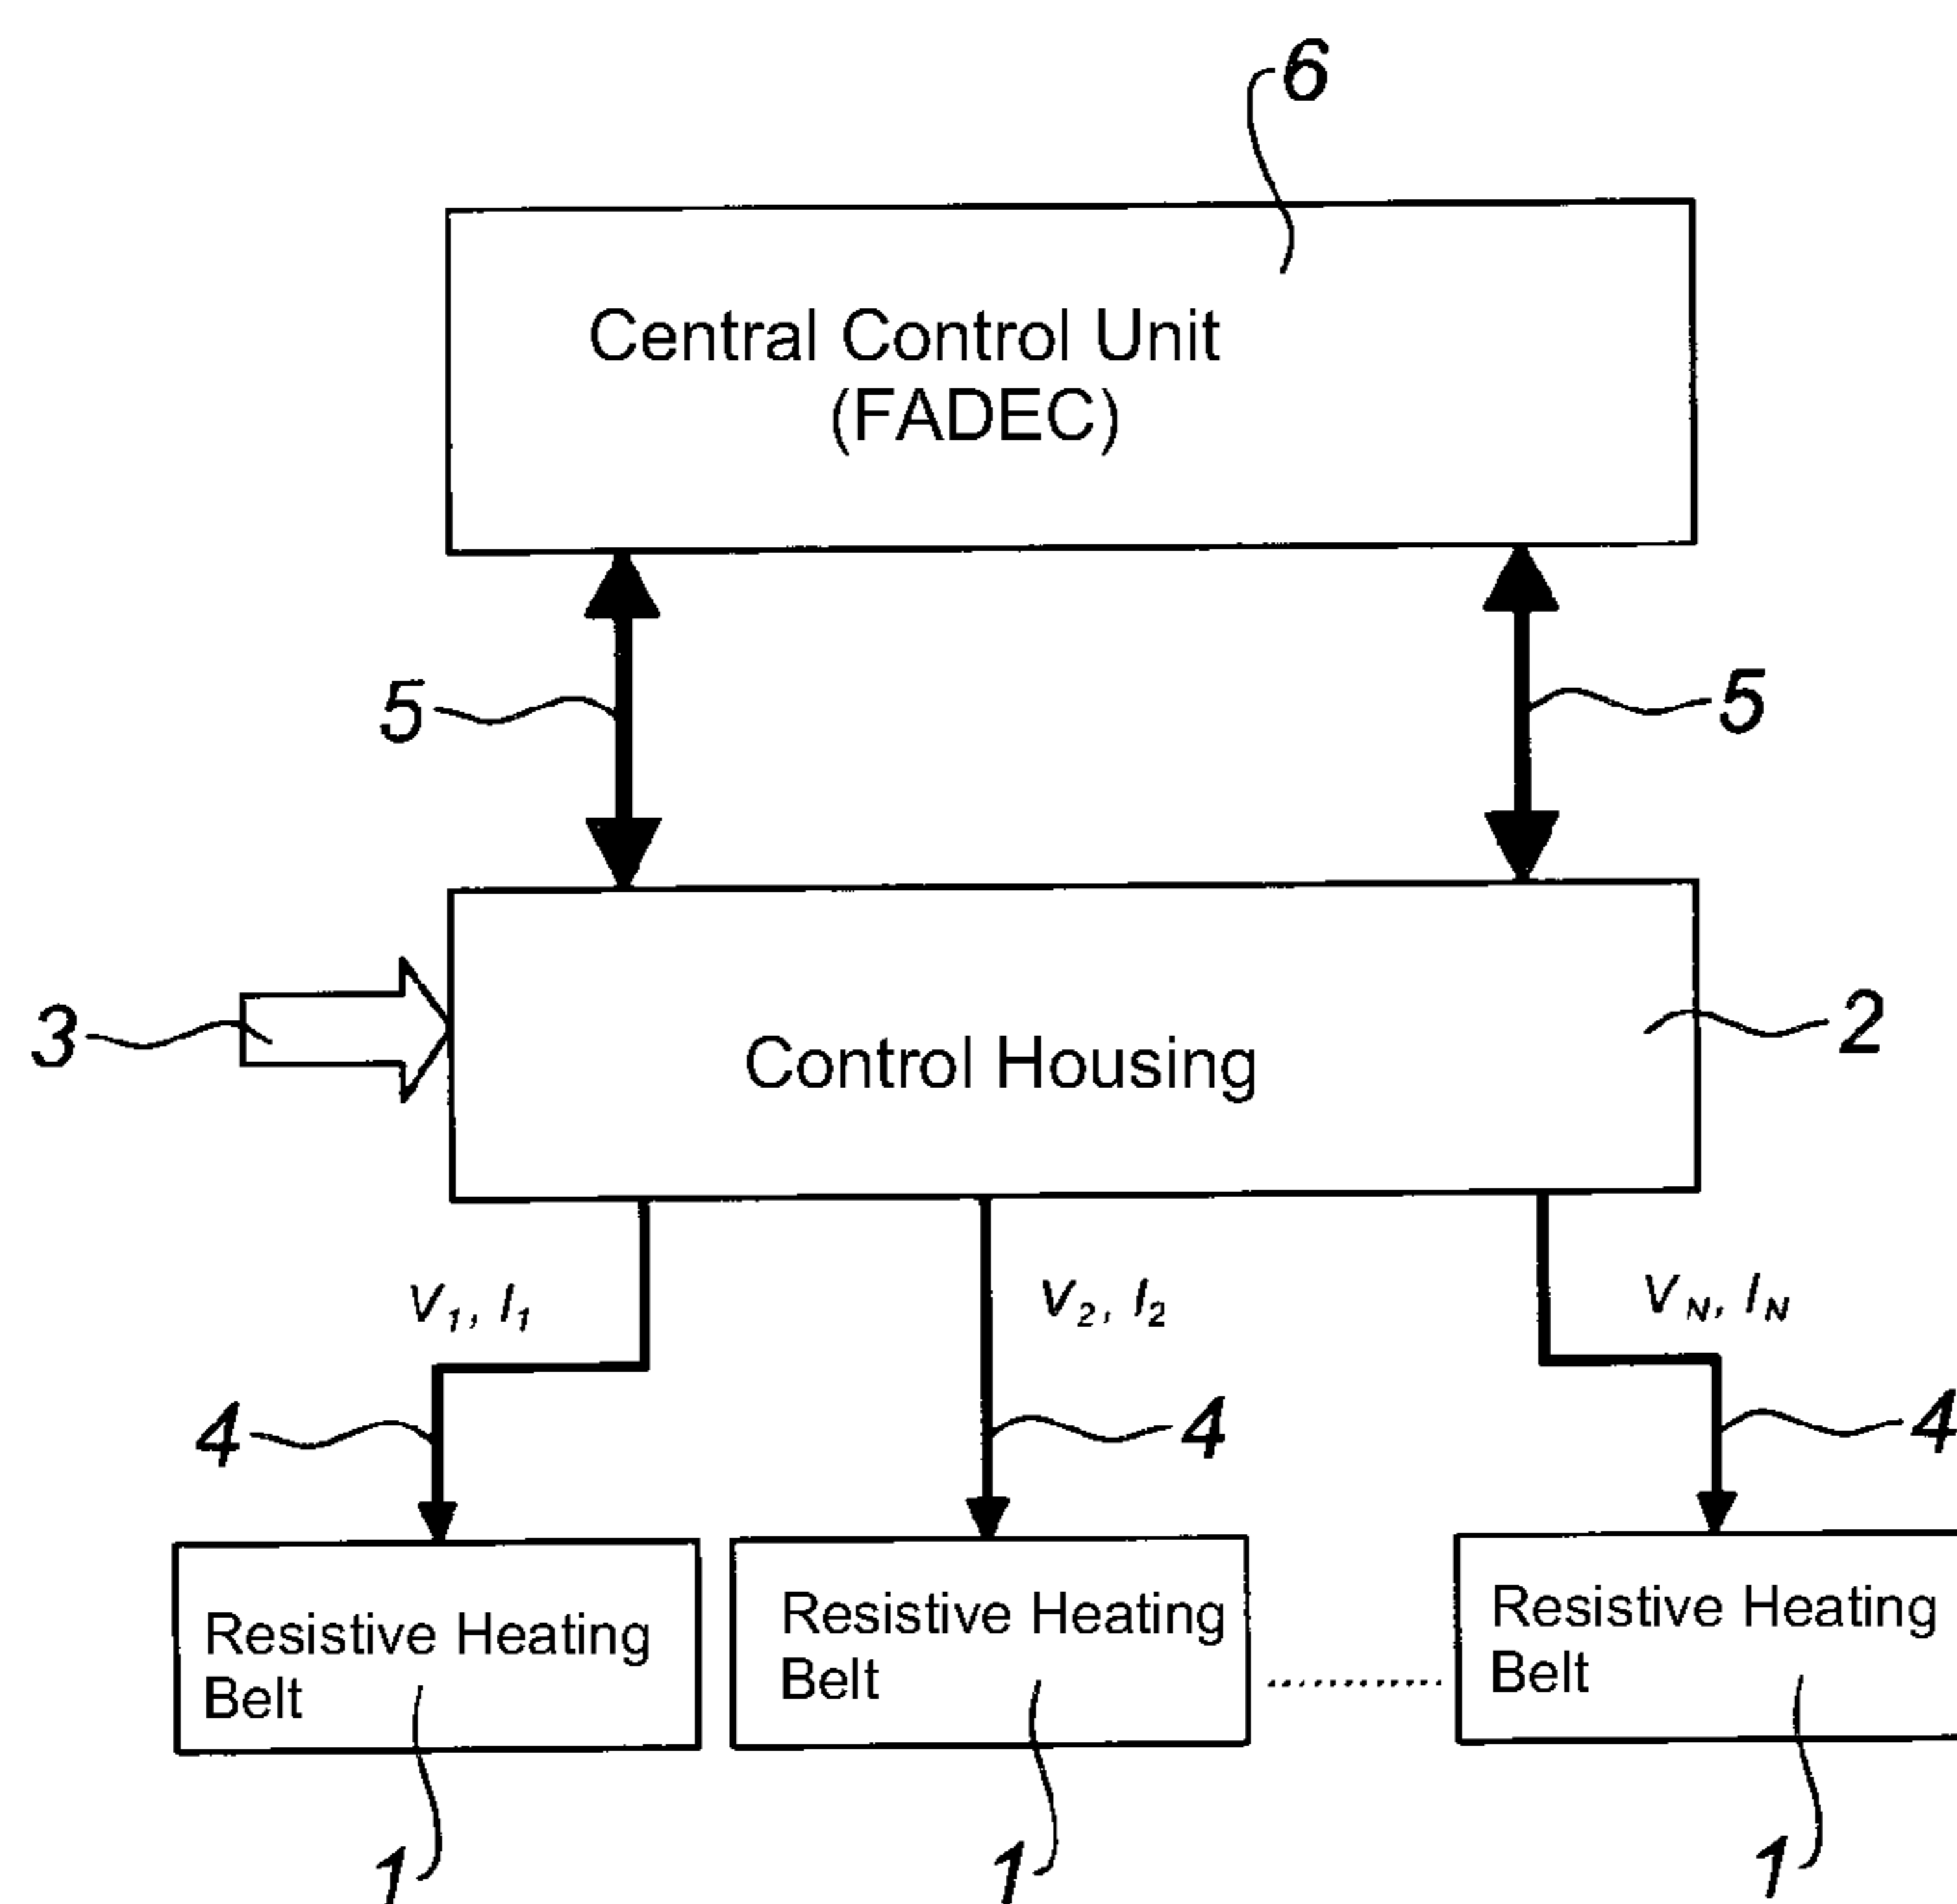 6
Central Control Unit
(FADEC)
5
5
3
Control Housing
2
V1, I1
V2, I2
VN, IN
4
4
4
Resistive Heating
Belt
Resistive Heating
Belt
..........
Resistive Heating
Belt
1
1
1